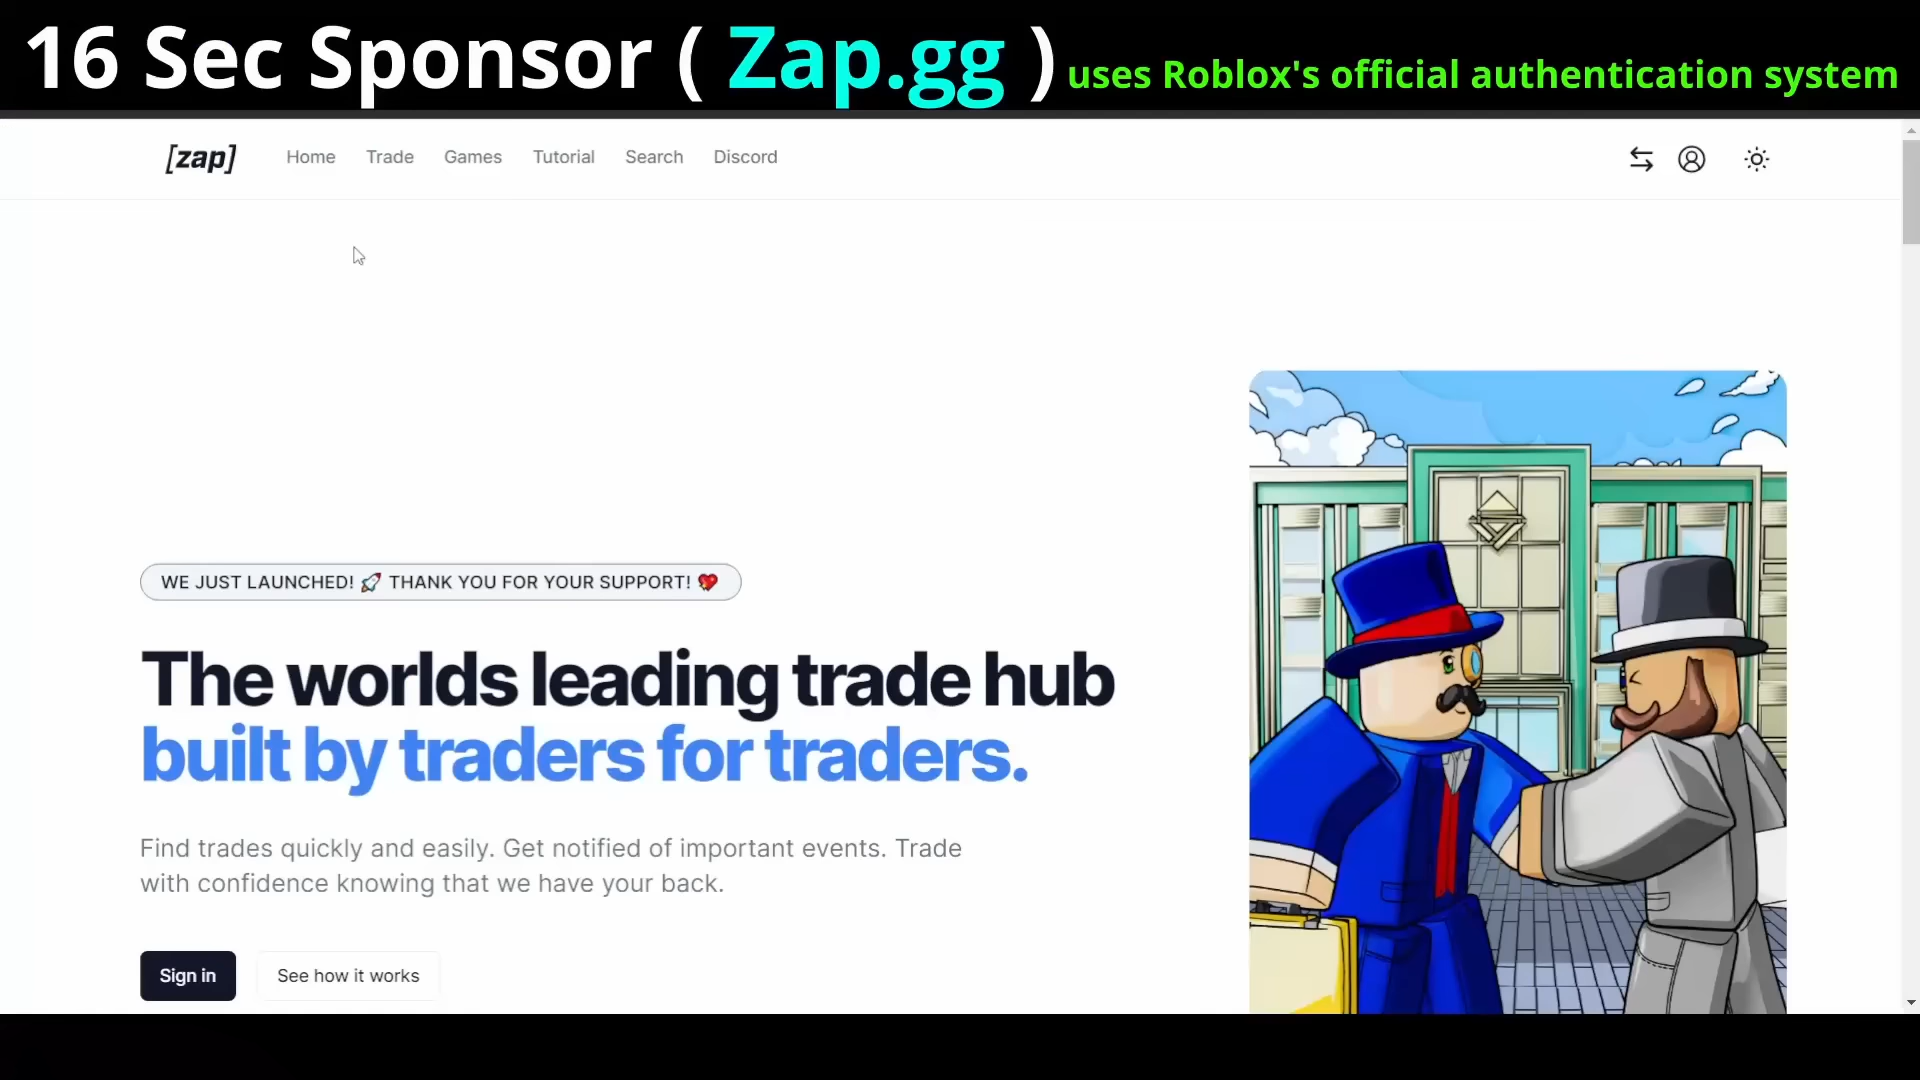 16 Sec Sponsor ( Zap.gg ) uses Roblox's official authentication system
[zap] Home Trade Games Tutorial Search Discord
WE JUST LAUNCHED! 🚀 THANK YOU FOR YOUR SUPPORT! 💖
The worlds leading trade hub
built by traders for traders.
Find trades quickly and easily. Get notified of important events. Trade
with confidence knowing that we have your back.
Sign in See how it works